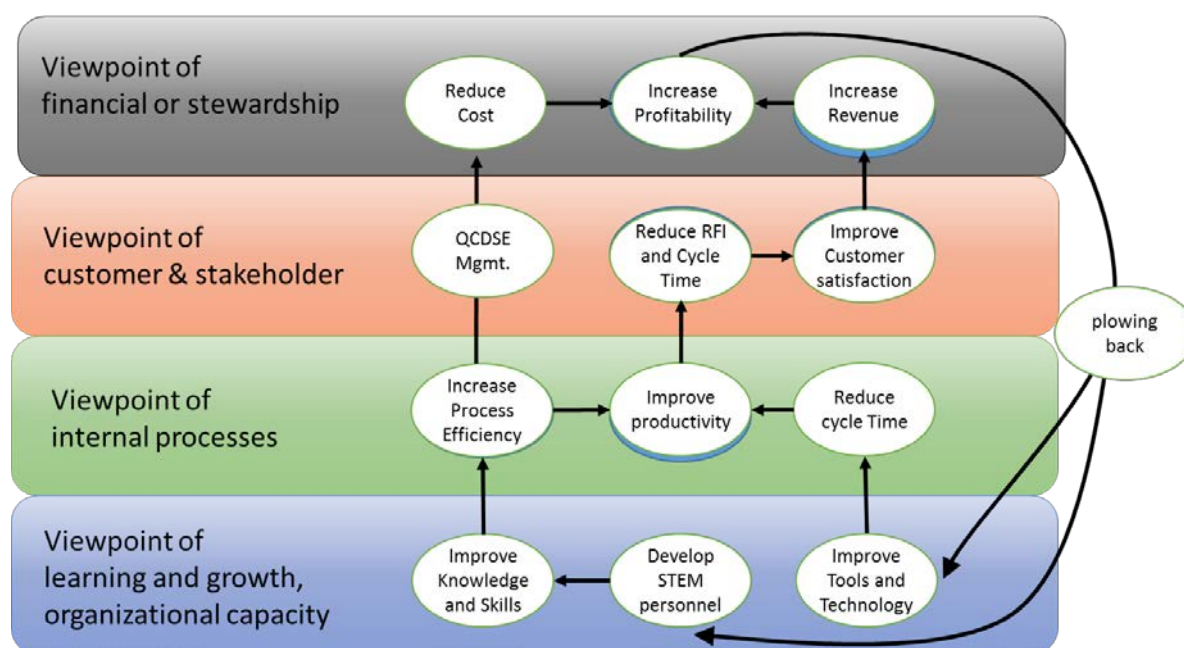 Viewpoint of
financial or stewardship
Reduce
Cost
Increase
Profitability
Increase
Revenue
Viewpoint of
customer & stakeholder
QCDSE
Mgmt.
Reduce RFI
and Cycle
Time
Improve
Customer
satisfaction
plowing
back
Viewpoint of
internal processes
Increase
Process
Efficiency
Improve
productivity
Reduce
cycle Time
Viewpoint of
learning and growth,
organizational capacity
Improve
Knowledge
and Skills
Develop
STEM
personnel
Improve
Tools and
Technology